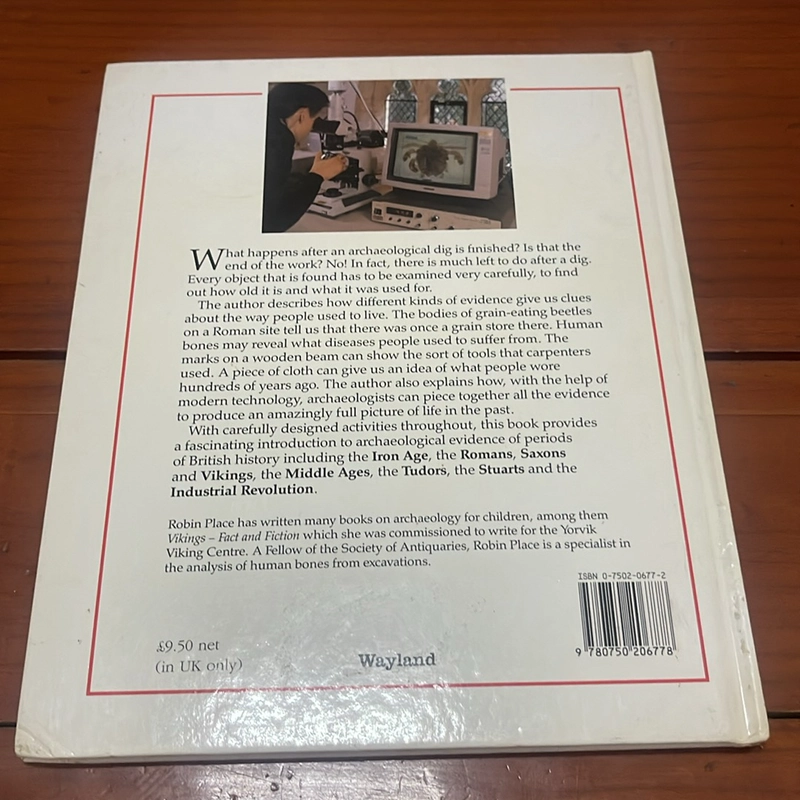 What happens after an archaeological dig is finished? Is that the
end of the work? No! In fact, there is much left to do after a dig.
Every object that is found has to be examined very carefully, to find
out how old it is and what it was used for.
The author describes how different kinds of evidence give us clues
about the way people used to live. The bodies of grain-eating beetles
on a Roman site tell us that there was once a grain store there. Human
bones may reveal what diseases people used to suffer from. The
marks on a wooden beam can show the sort of tools that carpenters
used. A piece of cloth can give us an idea of what people wore
hundreds of years ago. The author also explains how, with the help of
modern technology, archaeologists can piece together all the evidence
to produce an amazingly full picture of life in the past.
With carefully designed activities throughout, this book provides
a fascinating introduction to archaeological evidence of periods
of British history including the Iron Age, the Romans, Saxons
and Vikings, the Middle Ages, the Tudors, the Stuarts and the
Industrial Revolution.
Robin Place has written many books on archaeology for children, among them
Vikings – Fact and Fiction which she was commissioned to write for the Yorvik
Viking Centre. A Fellow of the Society of Antiquaries, Robin Place is a specialist in
the analysis of human bones from excavations.
ISBN 0-7502-0677-2
9 780750 206778
£9.50 net
(in UK only)
Wayland